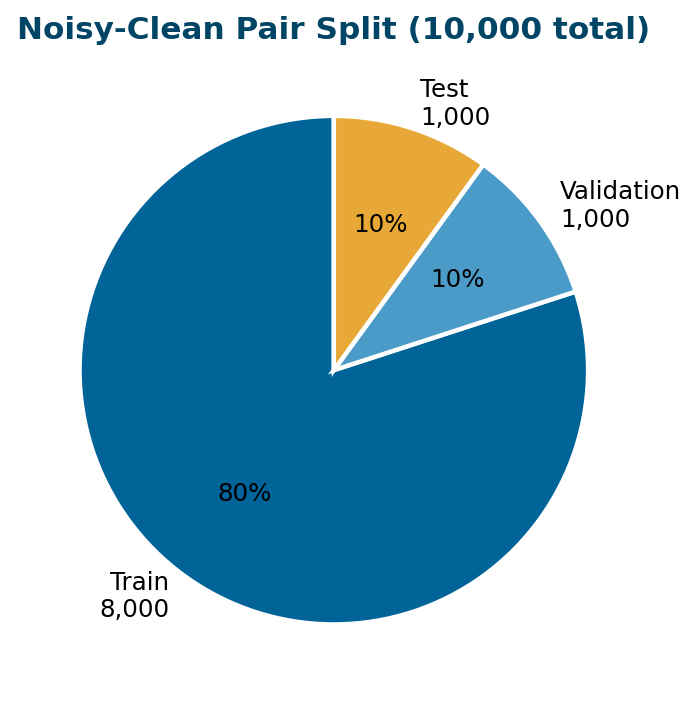 Noisy-Clean Pair Split (10,000 total)
Test
1,000
Validation
1,000
10%
10%
80%
Train
8,000